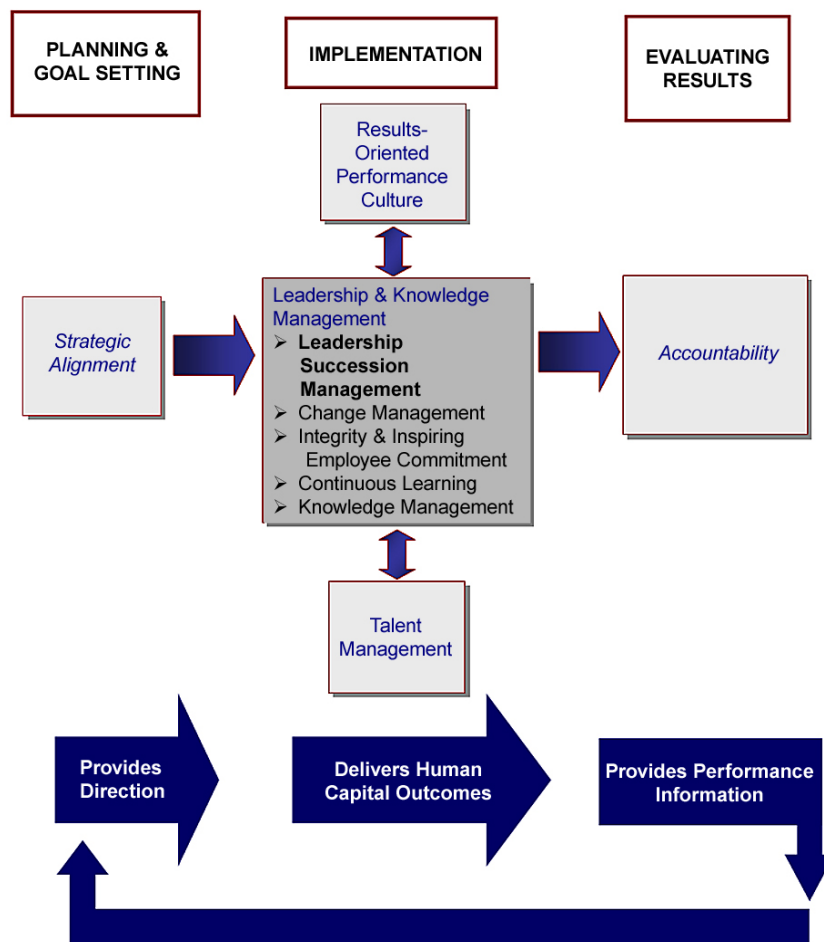 PLANNING &
GOAL SETTING
IMPLEMENTATION
EVALUATING
RESULTS
Results-
Oriented
Performance
Culture
Strategic
Alignment
Leadership & Knowledge
Management
➢ Leadership
Succession
Management
➢ Change Management
➢ Integrity & Inspiring
Employee Commitment
➢ Continuous Learning
➢ Knowledge Management
Accountability
Talent
Management
Provides
Direction
Delivers Human
Capital Outcomes
Provides Performance
Information